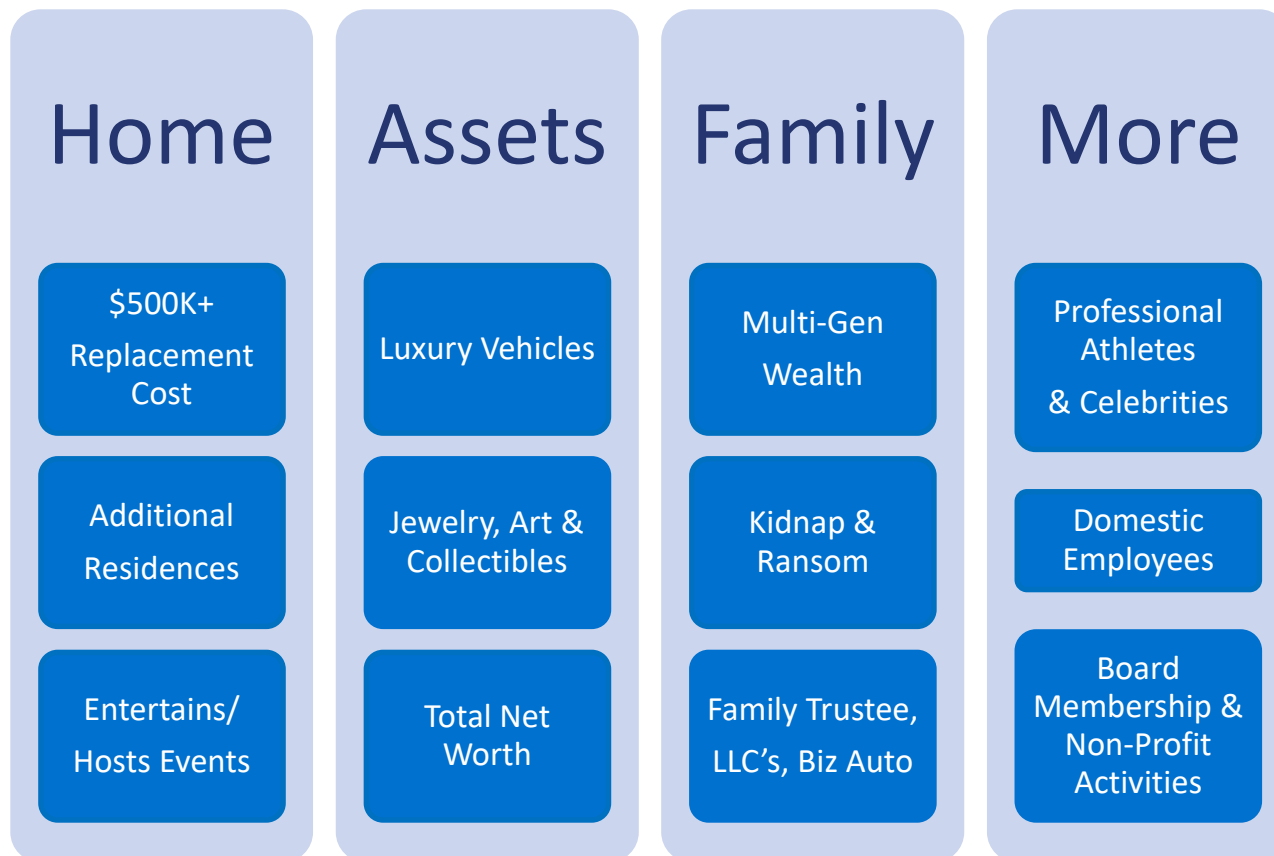 Home
$500K+
Replacement
Cost
Additional
Residences
Entertains/
Hosts Events
Assets
Luxury Vehicles
Jewelry, Art &
Collectibles
Total Net
Worth
Family
Multi-Gen
Wealth
Kidnap &
Ransom
Family Trustee,
LLC’s, Biz Auto
More
Professional
Athletes
& Celebrities
Domestic
Employees
Board
Membership &
Non-Profit
Activities